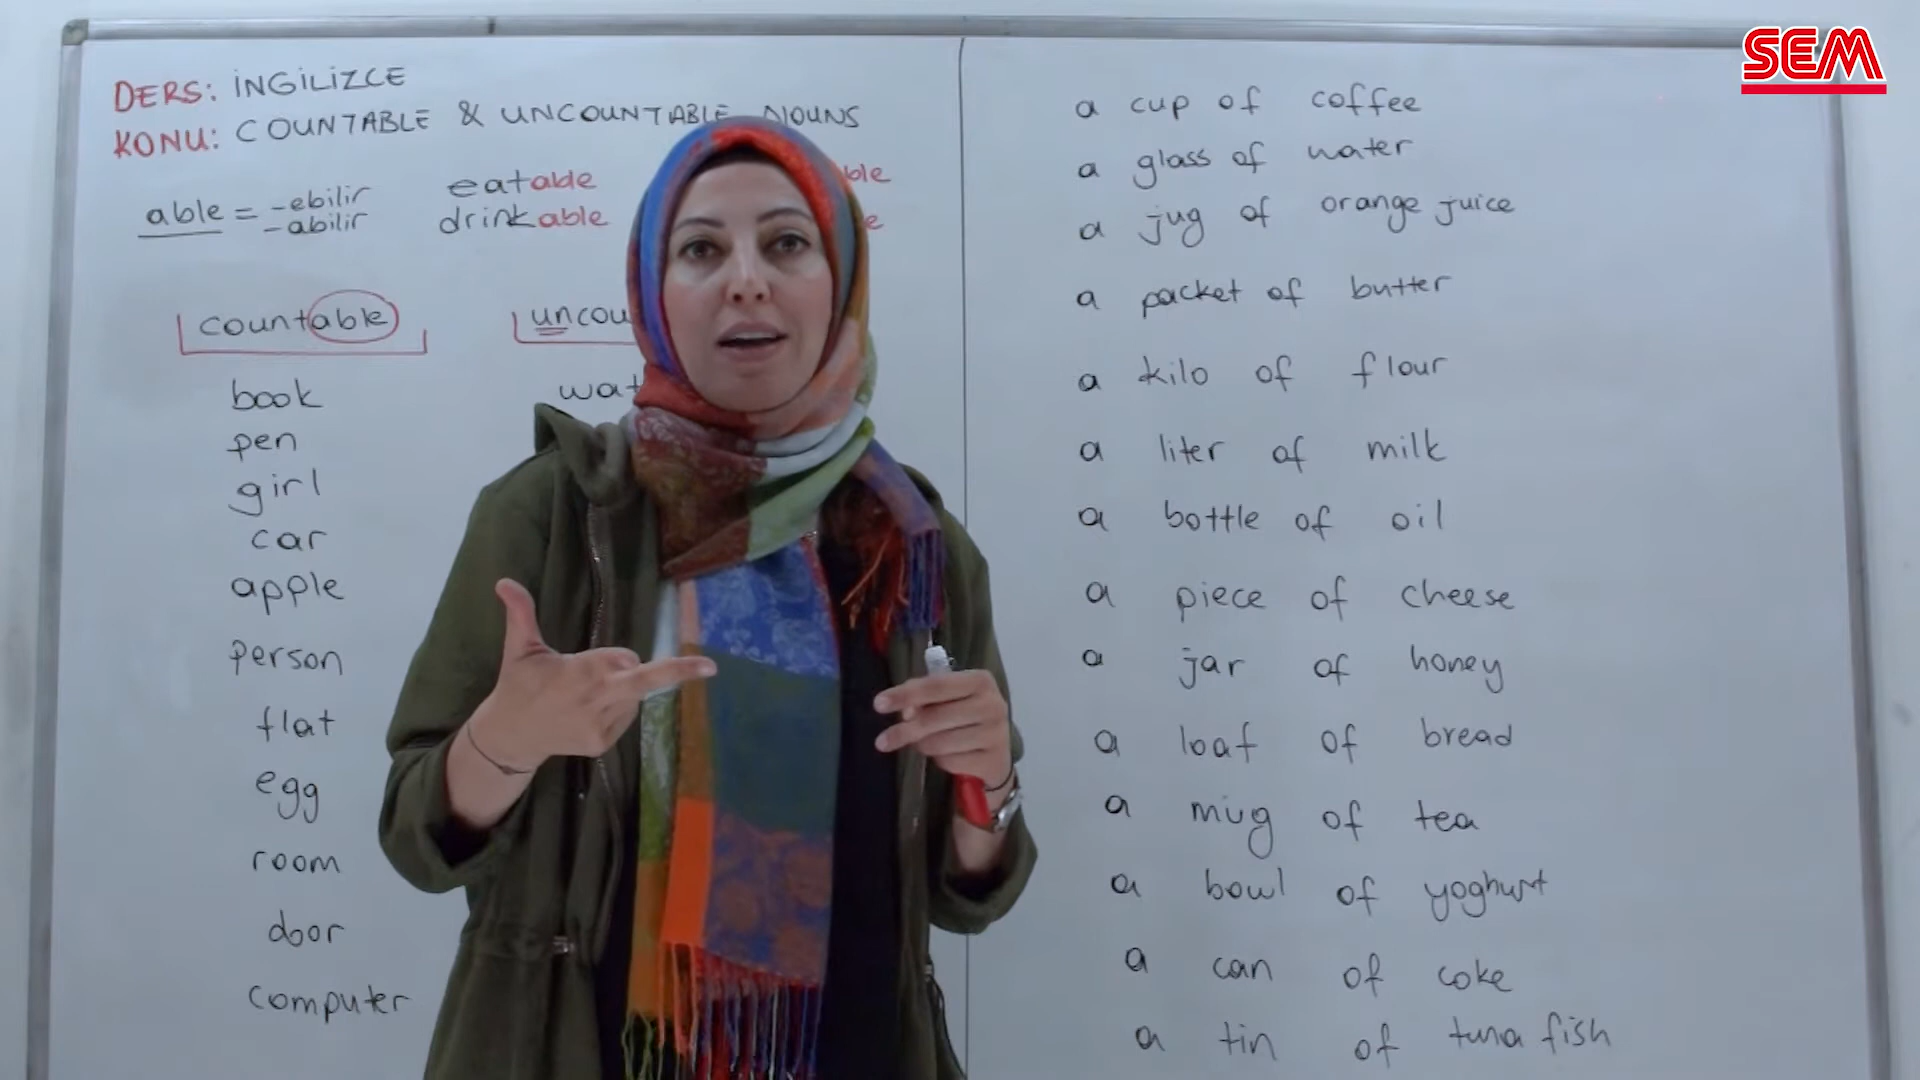 SEM
DERS: İNGİLİZCE
KONU: COUNTABLE & UNCOUNTABLE NOUNS
able = -ebilir
-abilir
eatable
drinkable
countable
book
pen
girl
car
apple
person
flat
egg
room
door
computer
a cup of coffee
a glass of water
a jug of orange juice
a packet of butter
a kilo of flour
a liter of milk
a bottle of oil
a piece of cheese
a jar of honey
a loaf of bread
a mug of tea
a bowl of yoghurt
a can of coke
a tin of tuna fish